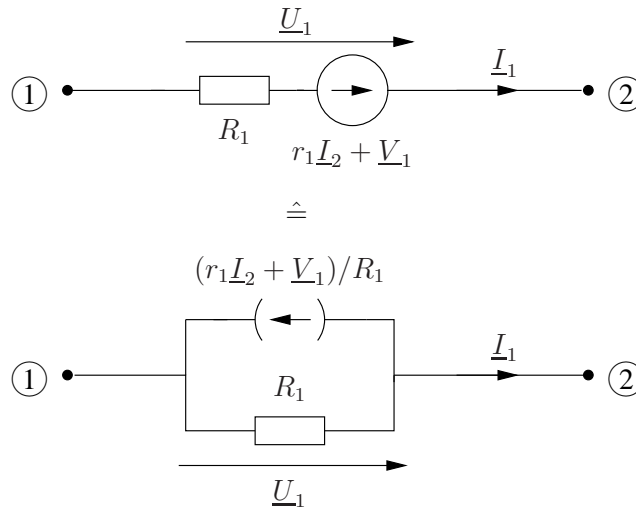 U̲₁
① ② I̲₁
R₁
r₁I̲₂ + V̲₁
≙
(r₁I̲₂ + V̲₁)/R₁
① ② I̲₁
R₁
U̲₁